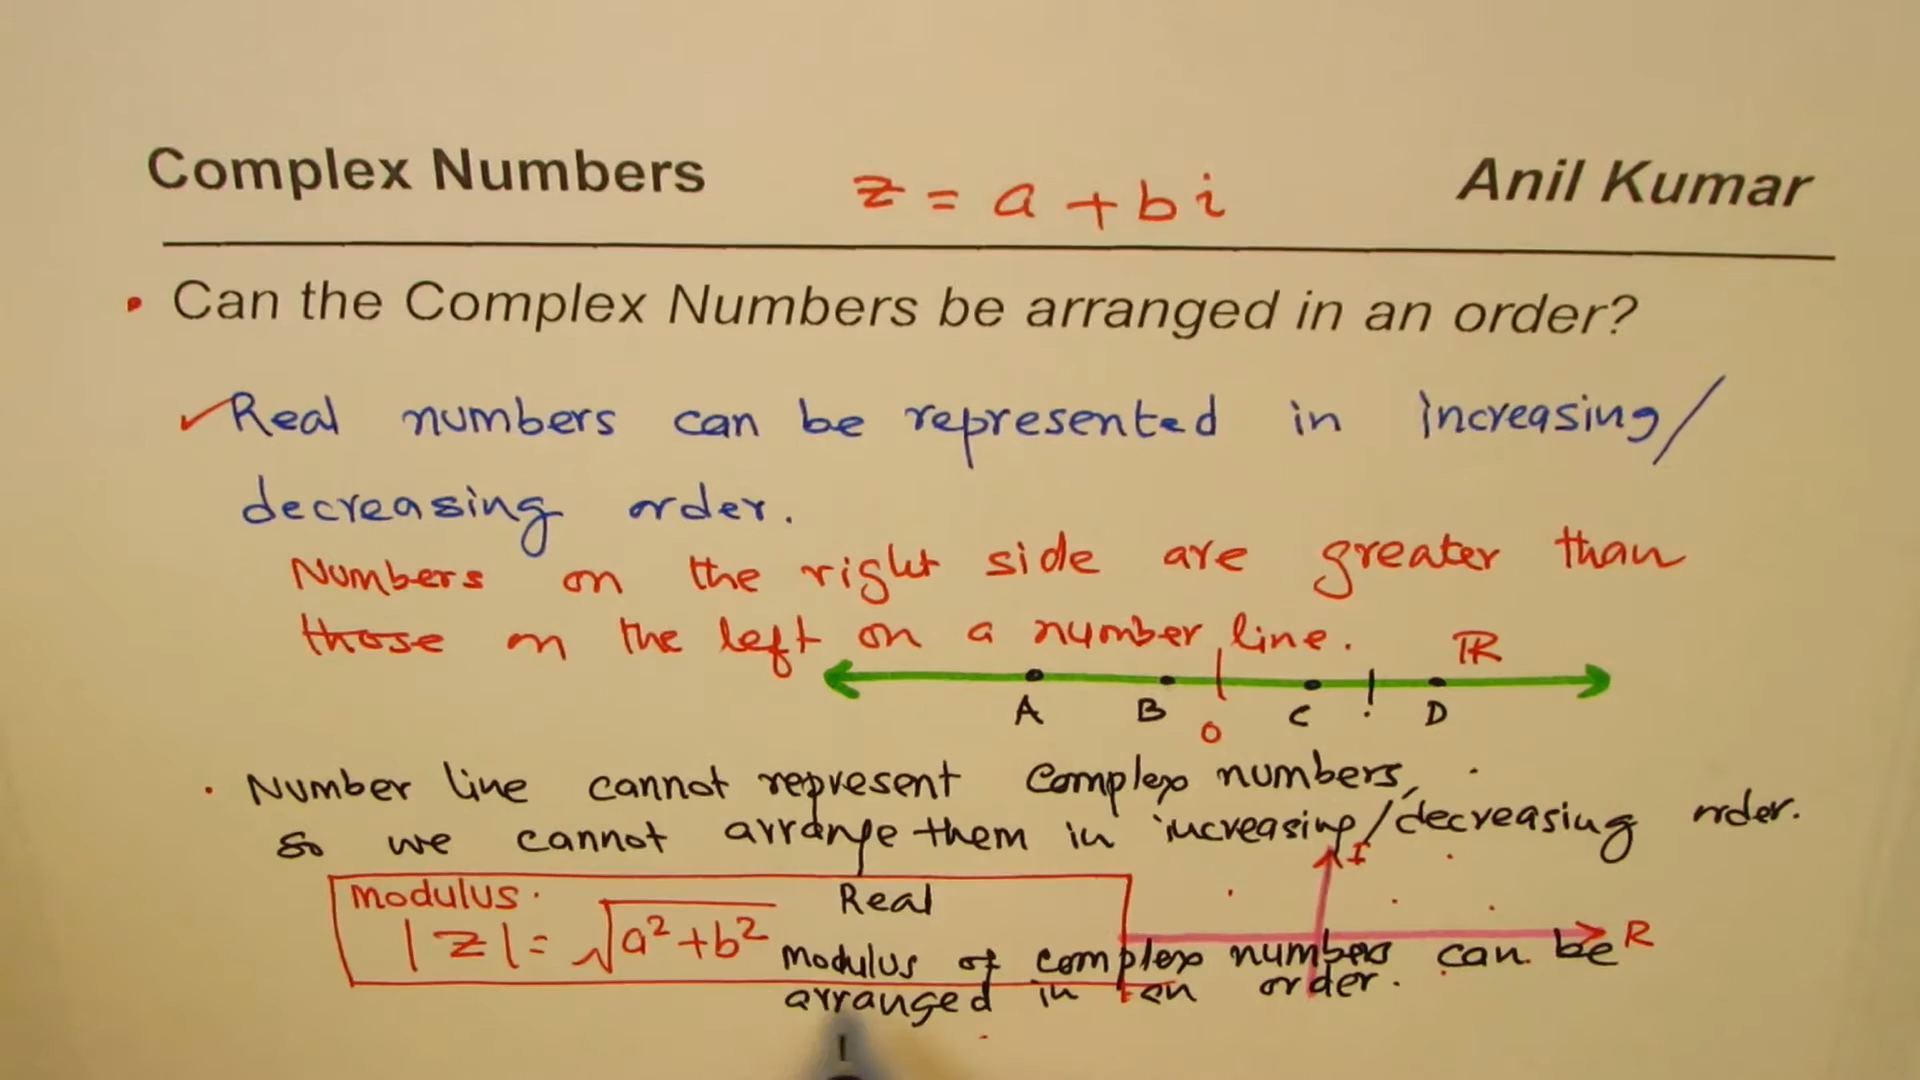 Complex Numbers
z = a + bi
Anil Kumar
• Can the Complex Numbers be arranged in an order?
✓ Real numbers can be represented in increasing/
decreasing order.
Numbers on the right side are greater than
those on the left on a number line.
R
A B C D
0
• Number line cannot represent complex numbers,
so we cannot arrange them in increasing/decreasing order.
I
Modulus.
Real
|z| = √a²+b²
Modulus of complex numbers can be
R
arranged in an order.